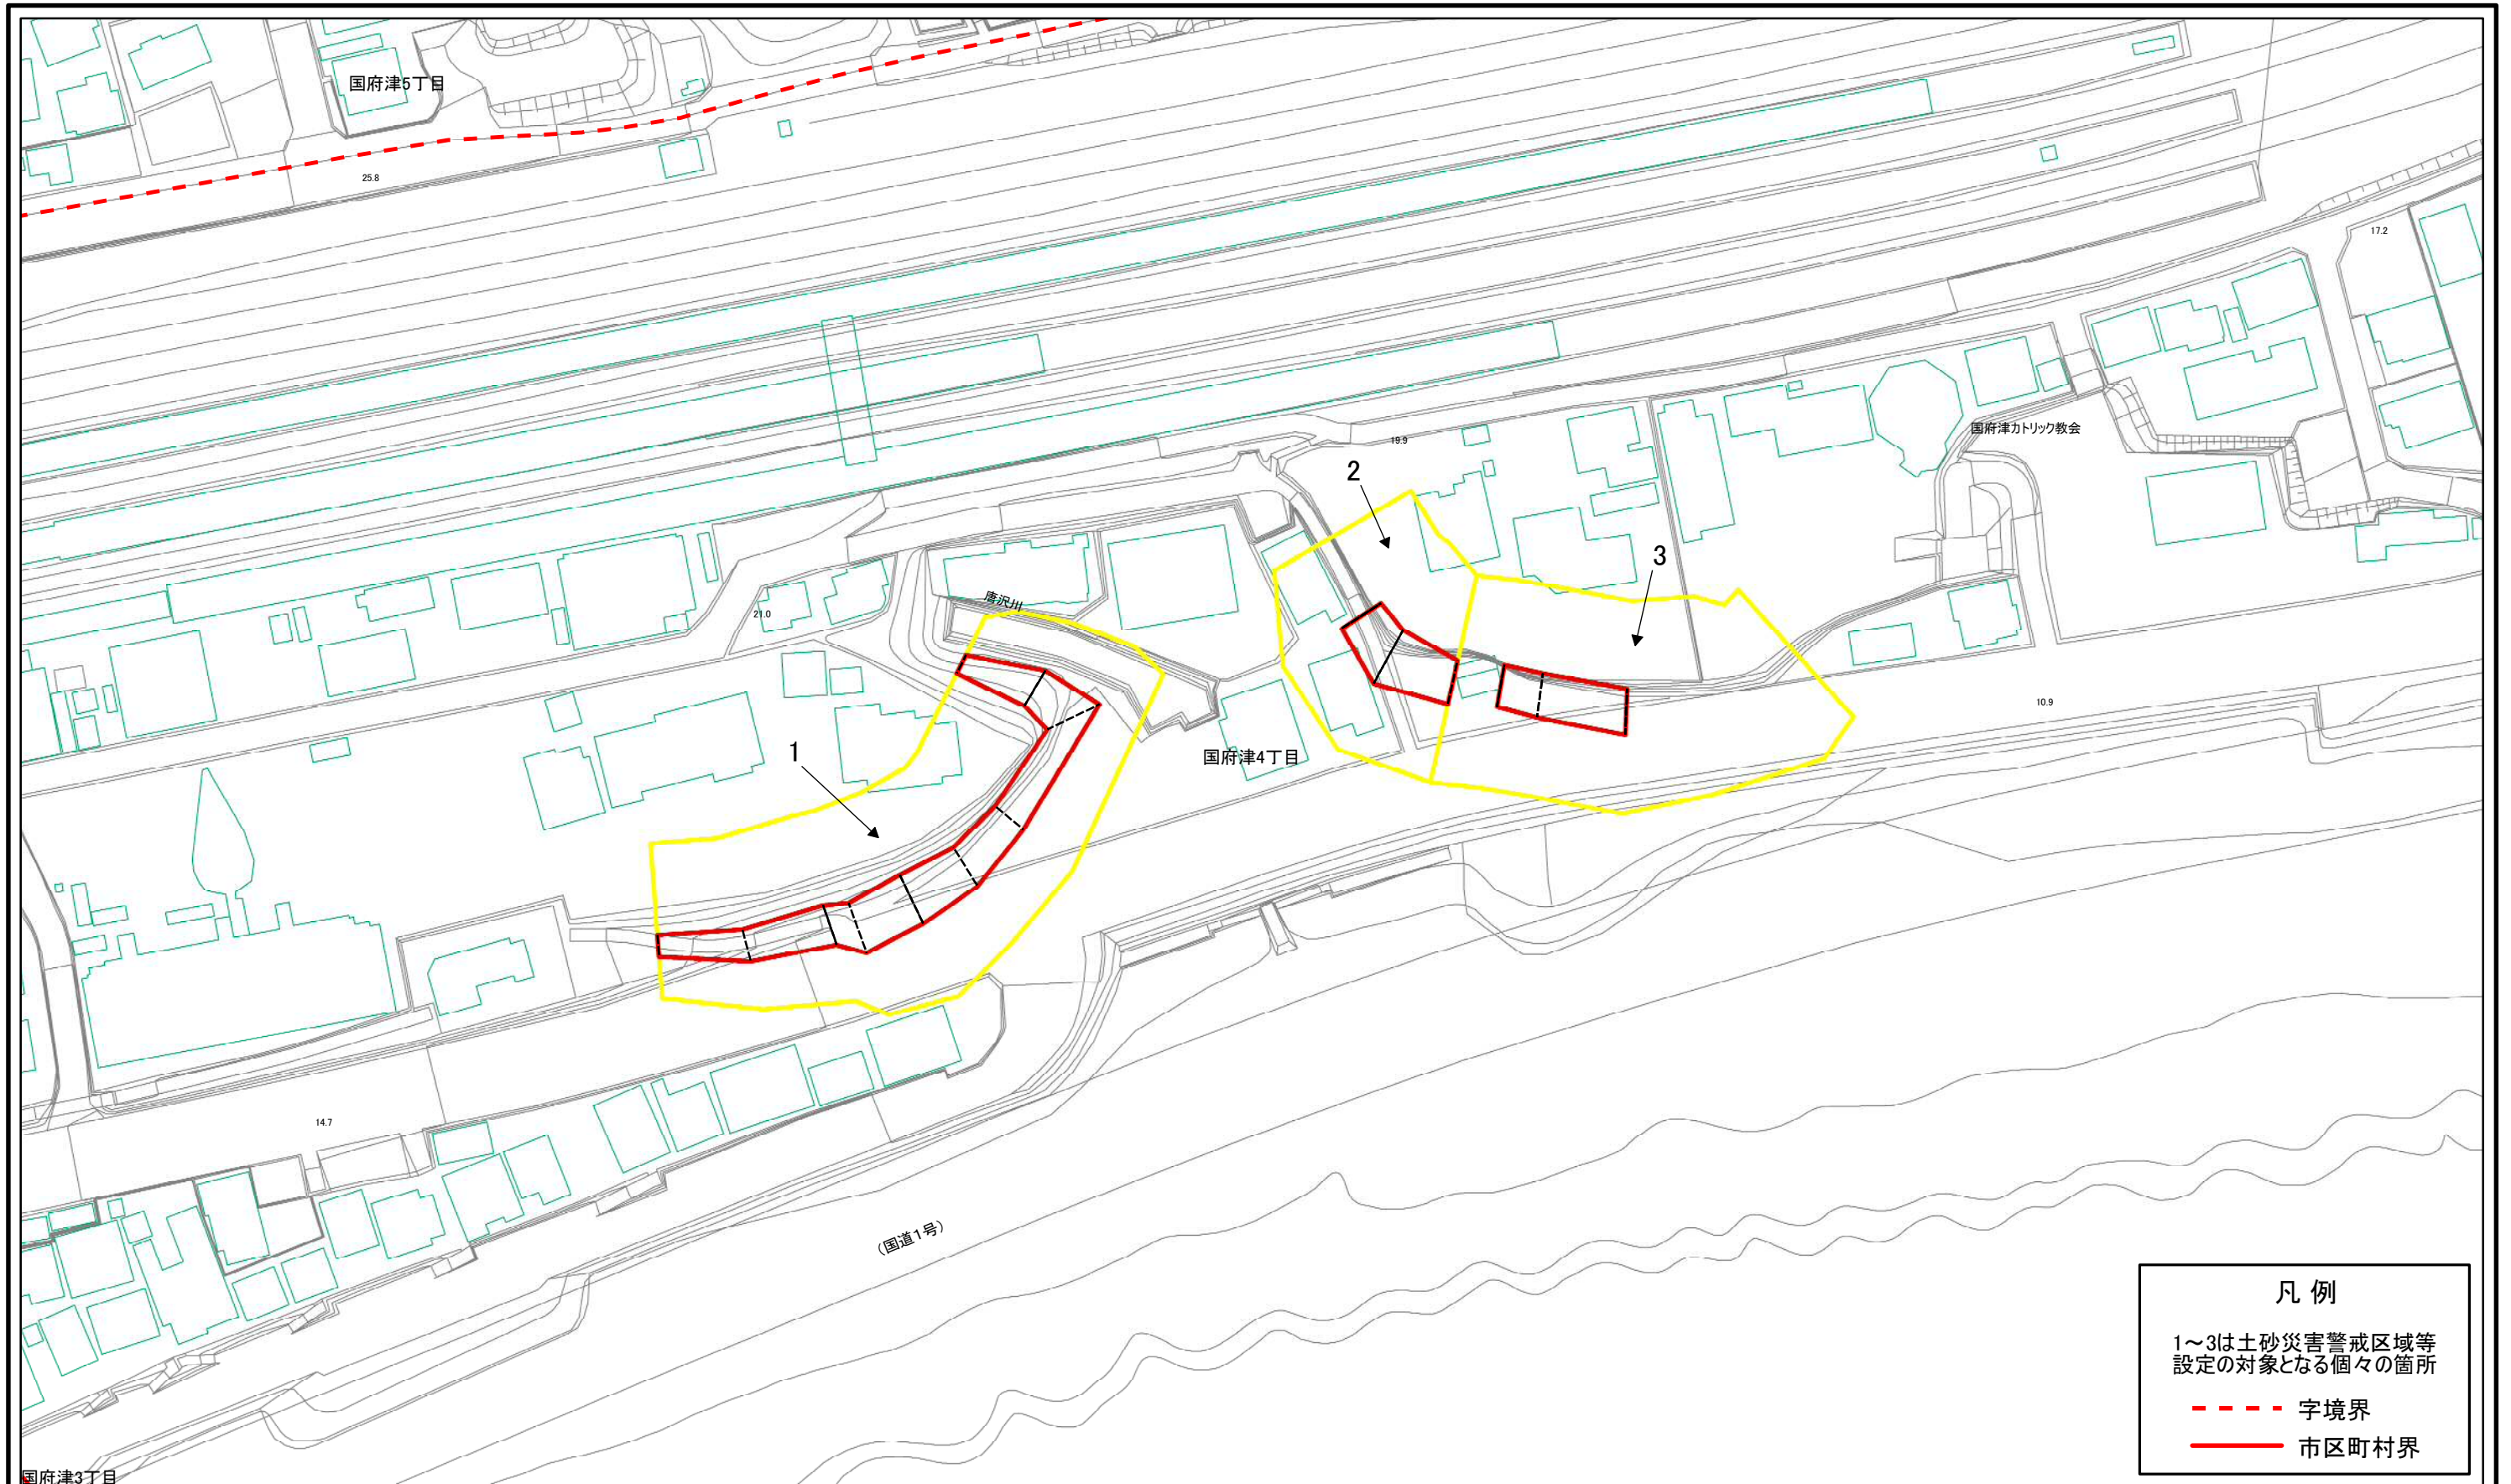 国府津5丁目
25.8
17.2
19.9
国府津カトリック教会
2
3
唐沢川
21.0
10.9
1
国府津4丁目
14.7
(国道1号)
凡 例
1～3は土砂災害警戒区域等
設定の対象となる個々の箇所
字境界
市区町村界
国府津3丁目